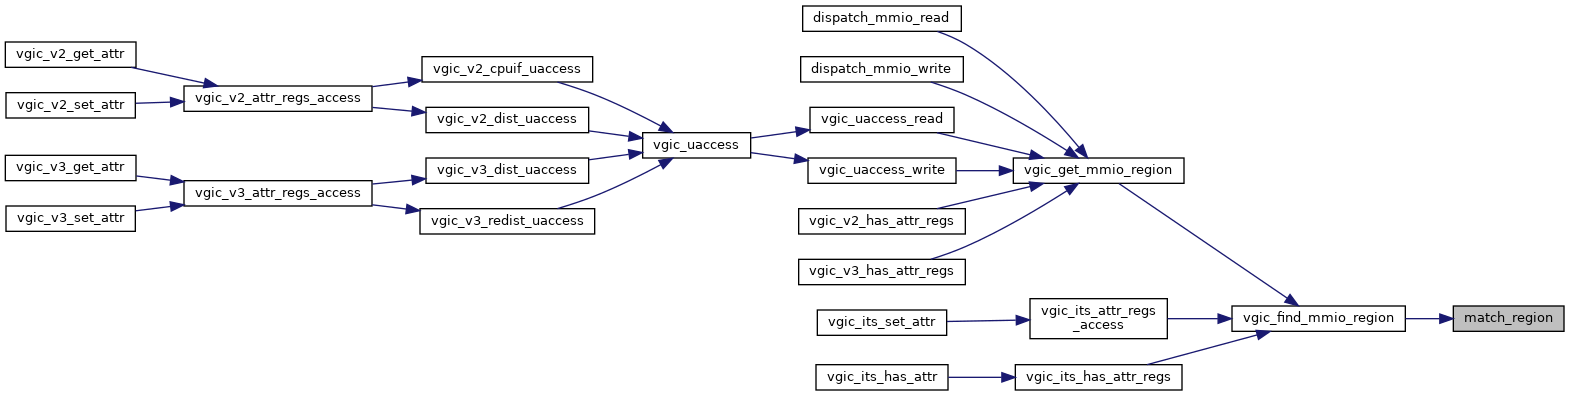 dispatch_mmio_read
vgic_v2_get_attr
vgic_v2_cpuif_uaccess
dispatch_mmio_write
vgic_v2_set_attr
vgic_v2_attr_regs_access
vgic_v2_dist_uaccess
vgic_uaccess_read
vgic_uaccess
vgic_v3_get_attr
vgic_v3_dist_uaccess
vgic_uaccess_write
vgic_get_mmio_region
vgic_v3_attr_regs_access
vgic_v3_set_attr
vgic_v3_redist_uaccess
vgic_v2_has_attr_regs
vgic_v3_has_attr_regs
vgic_its_set_attr
vgic_its_attr_regs
_access
vgic_find_mmio_region
match_region
vgic_its_has_attr
vgic_its_has_attr_regs